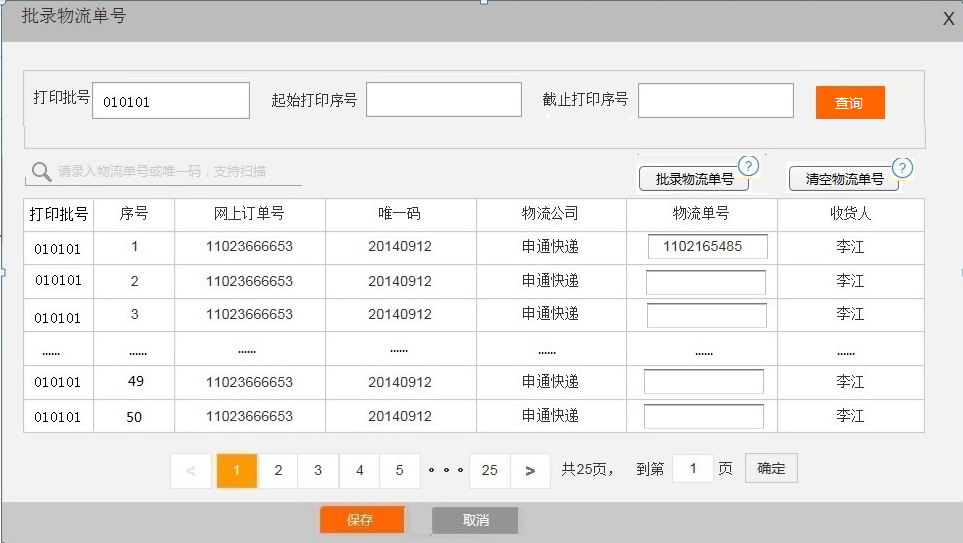 批录物流单号 X
打印批号 010101 起始打印序号 截止打印序号 查询
请录入物流单号或唯一码，支持扫描 批录物流单号 ? 清空物流单号 ?
打印批号 序号 网上订单号 唯一码 物流公司 物流单号 收货人
010101 1 11023666653 20140912 申通快递 1102165485 李江
010101 2 11023666653 20140912 申通快递 李江
010101 3 11023666653 20140912 申通快递 李江
...... ...... ...... ...... ...... ...... ......
010101 49 11023666653 20140912 申通快递 李江
010101 50 11023666653 20140912 申通快递 李江
< 1 2 3 4 5 ∘ ∘ ∘ 25 > 共25页， 到第 1 页 确定
保存 取消